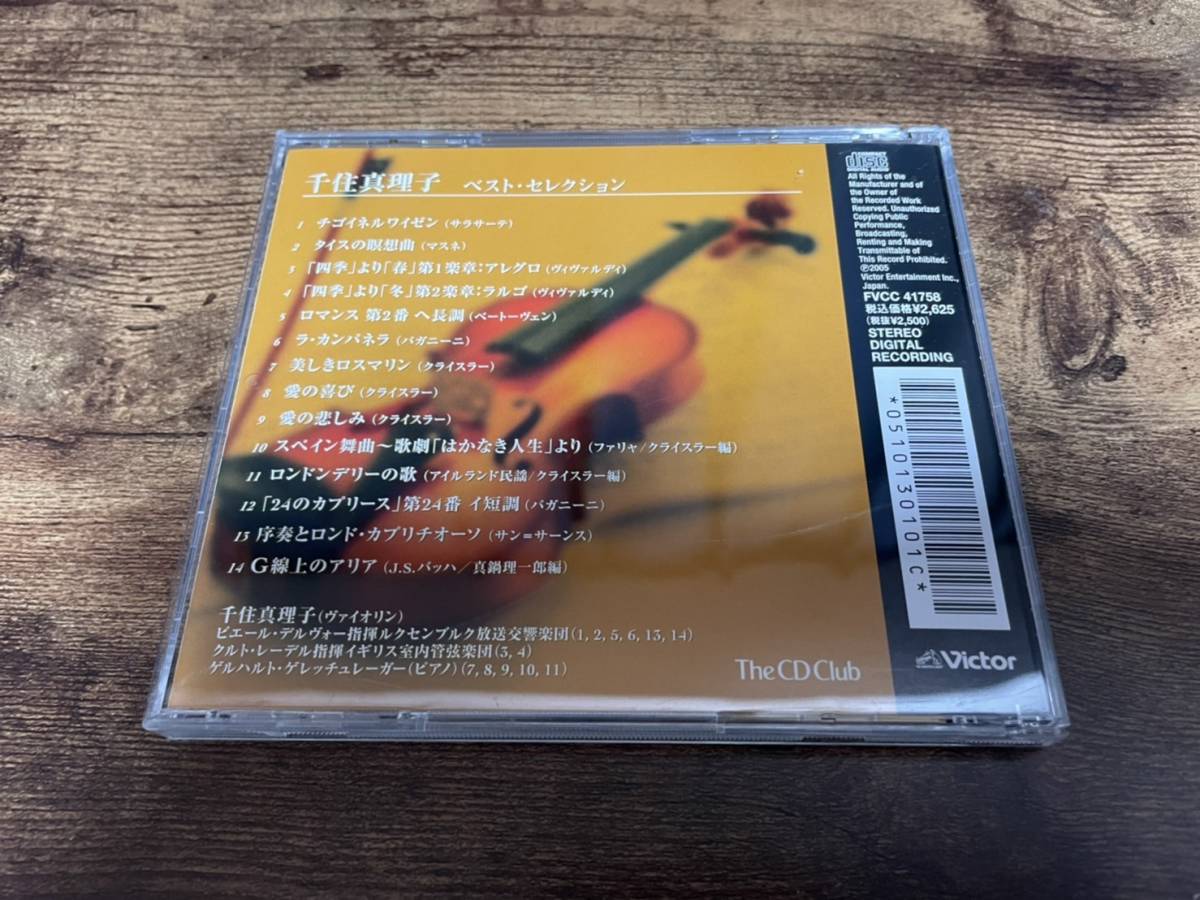 千住真理子 ベスト・セレクション
1 チゴイネルワイゼン (サラサーテ)
2 タイスの瞑想曲 (マスネ)
3 「四季」より「春」第1楽章:アレグロ (ヴィヴァルディ)
4 「四季」より「冬」第2楽章:ラルゴ (ヴィヴァルディ)
5 ロマンス 第2番 ヘ長調 (ベートーヴェン)
6 ラ・カンパネラ (パガニーニ)
7 美しきロスマリン (クライスラー)
8 愛の喜び (クライスラー)
9 愛の悲しみ (クライスラー)
10 スペイン舞曲〜歌劇「はかなき人生」より (ファリャ/クライスラー編)
11 ロンドンデリーの歌 (アイルランド民謡/クライスラー編)
12 「24のカプリース」第24番 イ短調 (パガニーニ)
13 序奏とロンド・カプリチオーソ (サン=サーンス)
14 G線上のアリア (J.S.バッハ/真鍋理一郎編)
千住真理子 (ヴァイオリン)
ピエール・デルヴォー指揮ルクセンブルク放送交響楽団 (1, 2, 5, 6, 13, 14)
クルト・レーデル指揮イギリス室内管弦楽団 (3, 4)
ゲルハルト・ゲレッチュレーガー (ピアノ) (7, 8, 9, 10, 11)
The CD Club
COMPACT
disc
DIGITAL AUDIO
All Rights of the
Manufacturer and of
the Owner of
the Recorded Work
Reserved. Unauthorized
Copying Public
Performance,
Broadcasting,
Renting and Making
Transmittable of
This Record Prohibited.
℗2005
Victor Entertainment Inc.,
Japan.
FVCC 41758
税込価格¥2,625
(税抜¥2,500)
STEREO
DIGITAL
RECORDING
*0510130101C*
Victor